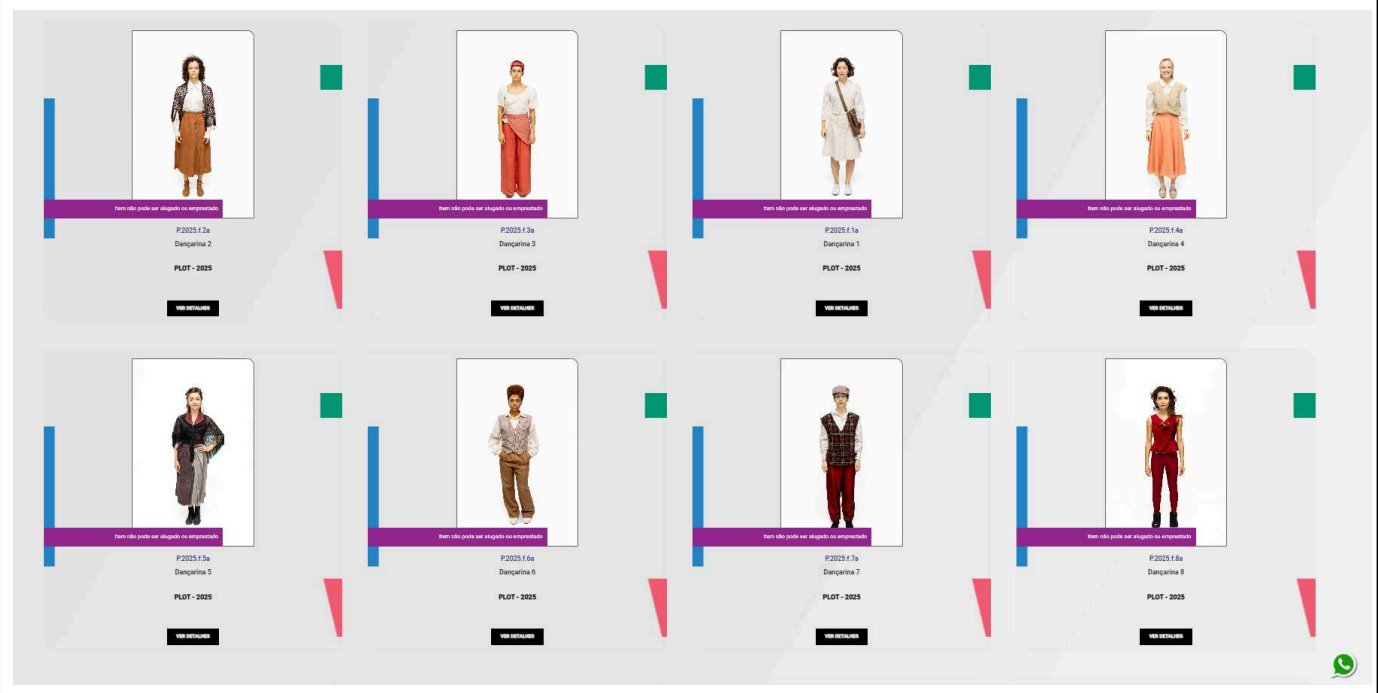 Item não pode ser alugado ou emprestado
P.2025.f.2a
Dançarina 2
PLOT - 2025
VER DETALHES
Item não pode ser alugado ou emprestado
P.2025.f.3a
Dançarina 3
PLOT - 2025
VER DETALHES
Item não pode ser alugado ou emprestado
P.2025.f.1a
Dançarina 1
PLOT - 2025
VER DETALHES
Item não pode ser alugado ou emprestado
P.2025.f.4a
Dançarina 4
PLOT - 2025
VER DETALHES
Item não pode ser alugado ou emprestado
P.2025.f.5a
Dançarina 5
PLOT - 2025
VER DETALHES
Item não pode ser alugado ou emprestado
P.2025.f.6a
Dançarina 6
PLOT - 2025
VER DETALHES
Item não pode ser alugado ou emprestado
P.2025.f.7a
Dançarina 7
PLOT - 2025
VER DETALHES
Item não pode ser alugado ou emprestado
P.2025.f.8a
Dançarina 8
PLOT - 2025
VER DETALHES